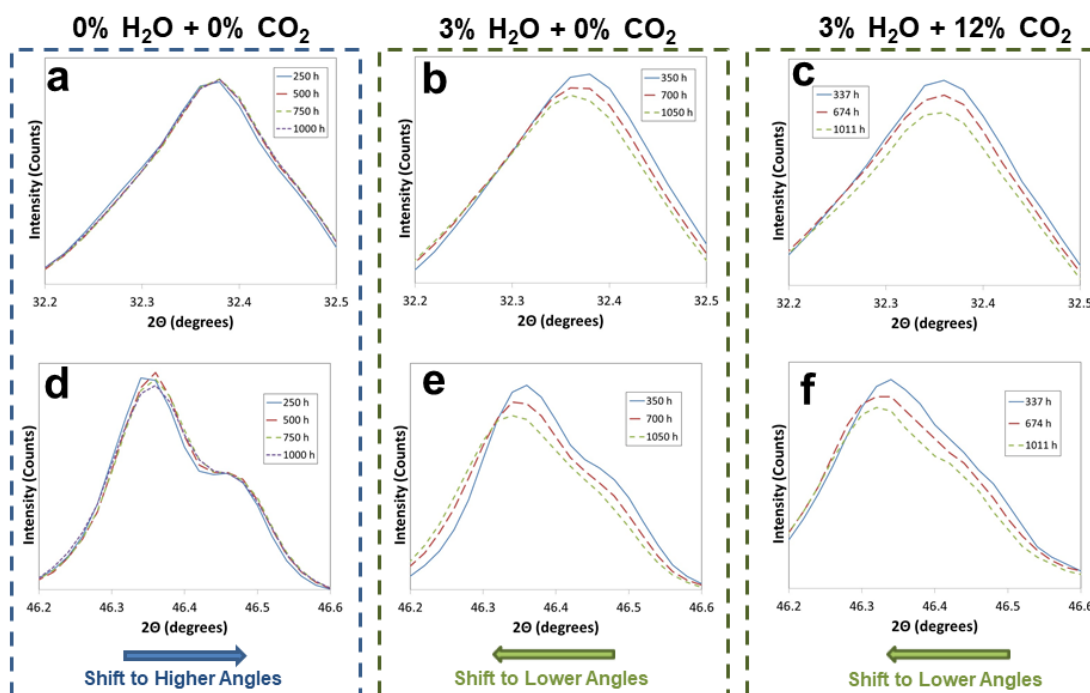 0% H₂O + 0% CO₂
3% H₂O + 0% CO₂
3% H₂O + 12% CO₂
a
250 h
500 h
750 h
1000 h
Intensity (Counts)
32.2 32.3 32.4 32.5
2Θ (degrees)
b
350 h
700 h
1050 h
Intensity (Counts)
32.2 32.3 32.4 32.5
2Θ (degrees)
c
337 h
674 h
1011 h
Intensity (Counts)
32.2 32.3 32.4 32.5
2Θ (degrees)
d
250 h
500 h
750 h
1000 h
Intensity (Counts)
46.2 46.3 46.4 46.5 46.6
2Θ (degrees)
e
350 h
700 h
1050 h
Intensity (Counts)
46.2 46.3 46.4 46.5 46.6
2Θ (degrees)
f
337 h
674 h
1011 h
Intensity (Counts)
46.2 46.3 46.4 46.5 46.6
2Θ (degrees)
Shift to Higher Angles
Shift to Lower Angles
Shift to Lower Angles